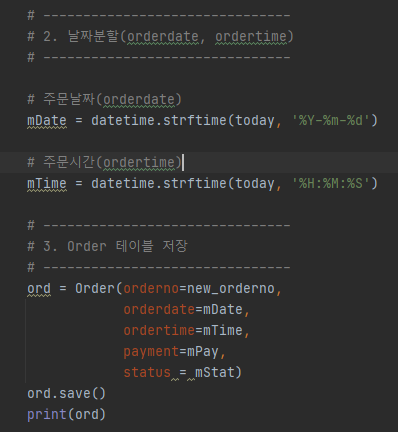 # -------------------------------
# 2. 날짜분할(orderdate, ordertime)
# -------------------------------
# 주문날짜(orderdate)
mDate = datetime.strftime(today, '%Y-%m-%d')
# 주문시간(ordertime)
mTime = datetime.strftime(today, '%H:%M:%S')
# -------------------------------
# 3. Order 테이블 저장
# -------------------------------
ord = Order(orderno=new_orderno,
orderdate=mDate,
ordertime=mTime,
payment=mPay,
status = mStat)
ord.save()
print(ord)